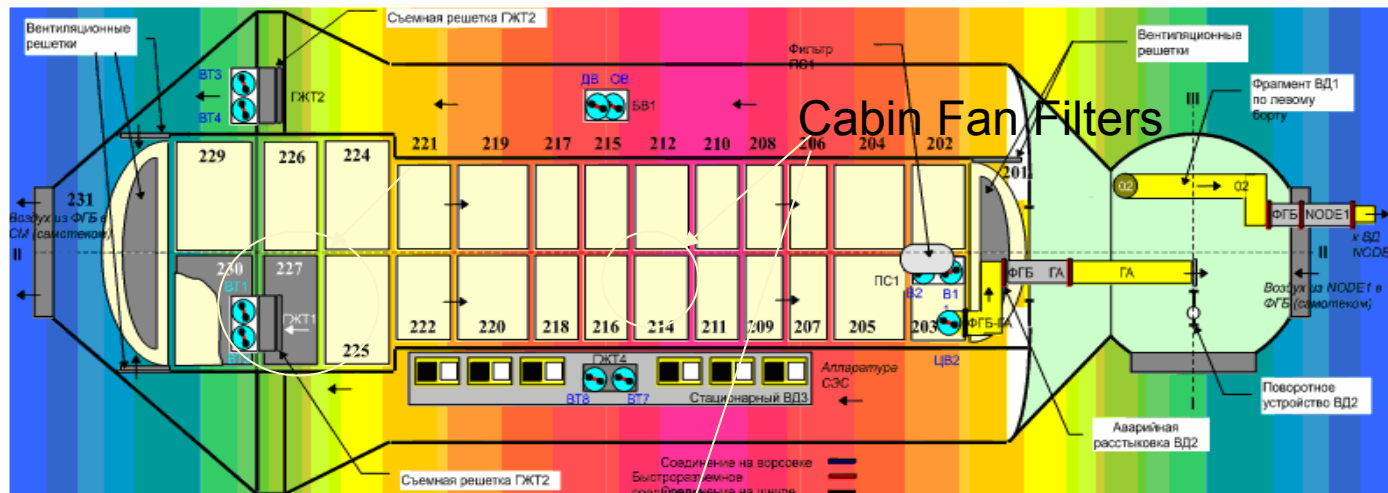 Съемная решетка ГЖТ2
Вентиляционные
решетки
ВТ3
ВТ4
ГЖТ2
ДВ ОВ
БВ1
Фильтр
ПС1
Cabin Fan Filters
Вентиляционные
решетки
III
Фрагмент ВД1
по левому
борту
229 226 224 221 219 217 215 212 210 208 206 204 202
201
231
02 02
ФГБ NODE1
Воздух из ФГБ в
СМ (самотеком)
к ВД
NODE
II
II
230 227
ВТ1
ГЖТ1
ПС1
В2 В1
ФГБ ГА ГА
Воздух из NODE1 в
ФГБ (самотеком)
225 222 220 218 216 214 211 209 207 205 203
ФГБ-ГА
ЦВ2
ГЖТ4
ВТ8 ВТ7
Аппаратура
СЭС
Стационарный ВД3
I
Поворотное
устройство ВД2
Аварийная
расстыковка ВД2
Съемная решетка ГЖТ2
Соединение на ворсовке
Быстроразъемное